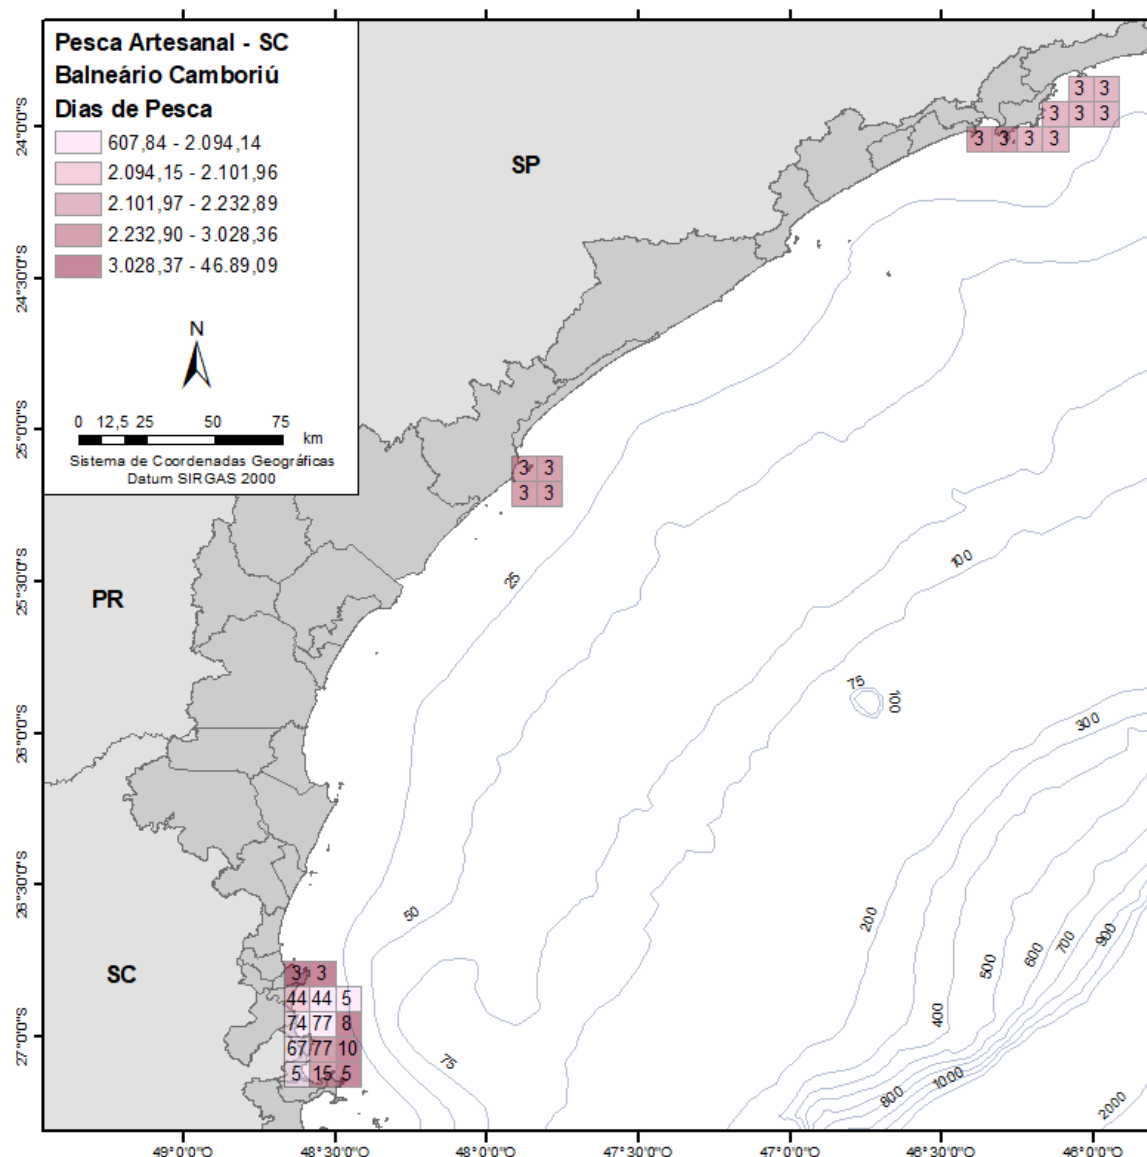 Pesca Artesanal - SC
Balneário Camboriú
Dias de Pesca
607,84 - 2.094,14
2.094,15 - 2.101,96
2.101,97 - 2.232,89
2.232,90 - 3.028,36
3.028,37 - 46.89,09
N
0 12,5 25 50 75 km
Sistema de Coordenadas Geográficas
Datum SIRGAS 2000
SP
PR
SC
3 3
3 3 3
3 3 3 3
3 3
3 3
3 3
44 44 5
74 77 8
67 77 10
5 15 5
25
50
75
100
75
100
200
300
400
500
600
700
800
900
1000
2000
24°0'0"S
24°30'0"S
25°0'0"S
25°30'0"S
26°0'0"S
26°30'0"S
27°0'0"S
49°0'0"O
48°30'0"O
48°0'0"O
47°30'0"O
47°0'0"O
46°30'0"O
46°0'0"O